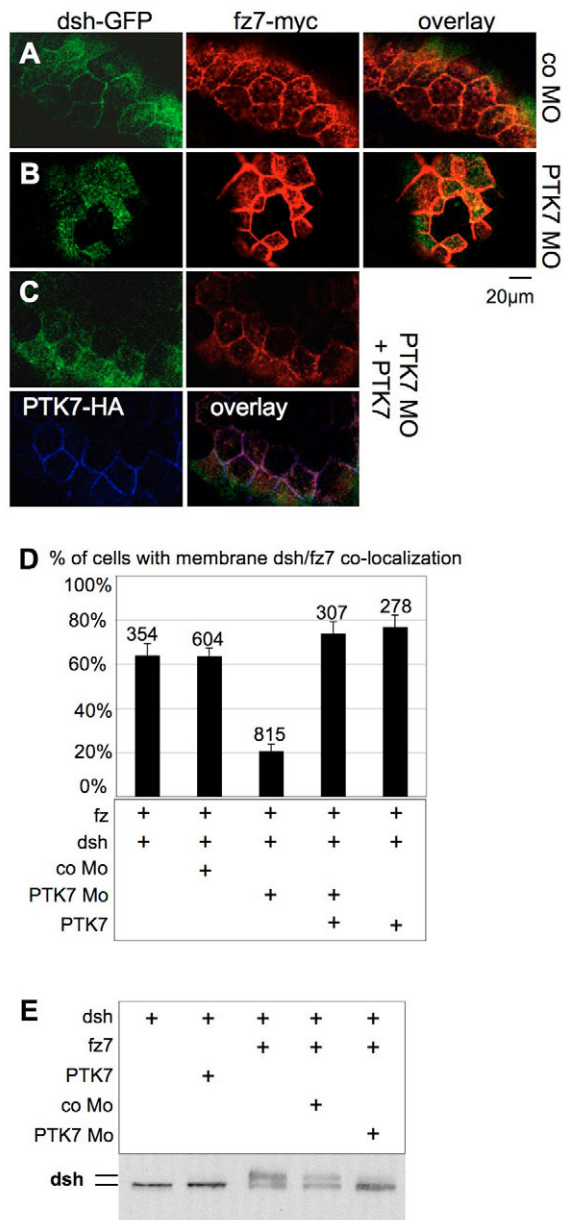 dsh-GFP fz7-myc overlay
A
co MO
B
PTK7 MO
20µm
C
PTK7 MO + PTK7
PTK7-HA overlay
D % of cells with membrane dsh/fz7 co-localization
100%
80%
60%
40%
20%
0%
354 604 815 307 278
fz + + + + +
dsh + + + + +
co Mo +
PTK7 Mo + +
PTK7 + +
E
dsh + + + + +
fz7 + + +
PTK7 +
co Mo +
PTK7 Mo +
dsh